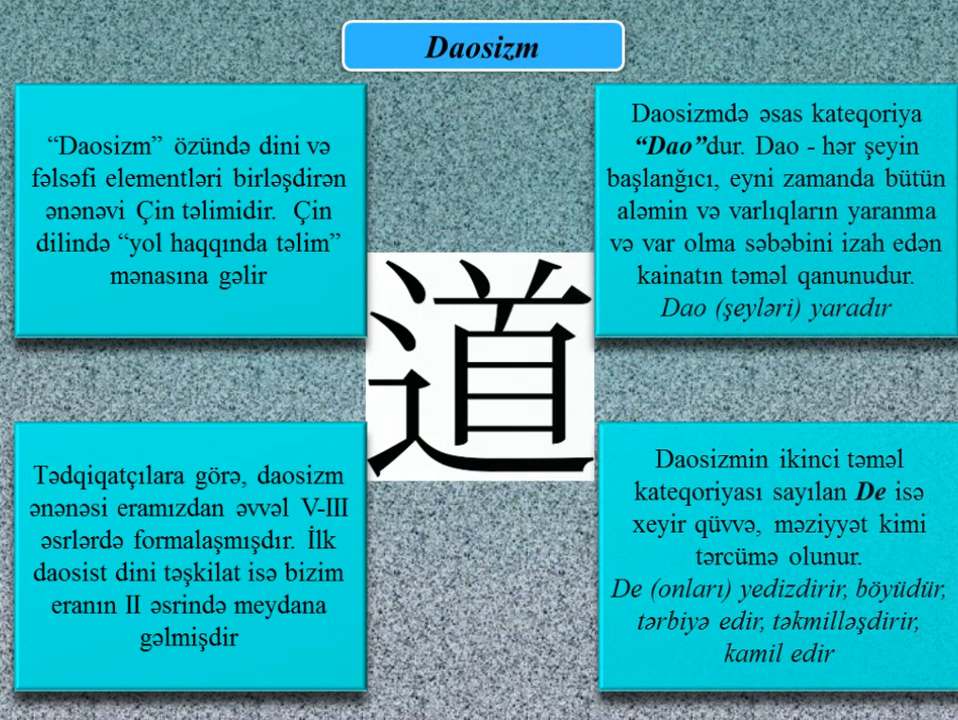 Daosizm
“Daosizm” özündə dini və
fəlsəfi elementləri birləşdirən
ənənəvi Çin təlimidir. Çin
dilində “yol haqqında təlim”
mənasına gəlir
Daosizmdə əsas kateqoriya
“Dao”dur. Dao - hər şeyin
başlanğıcı, eyni zamanda bütün
aləmin və varlıqların yaranma
və var olma səbəbini izah edən
kainatın təməl qanunudur.
Dao (şeyləri) yaradır
道
Tədqiqatçılara görə, daosizm
ənənəsi eramızdan əvvəl V-III
əsrlərdə formalaşmışdır. İlk
daosist dini təşkilat isə bizim
eranın II əsrində meydana
gəlmişdir
Daosizmin ikinci təməl
kateqoriyası sayılan De isə
xeyir qüvvə, məziyyət kimi
tərcümə olunur.
De (onları) yedizdirir, böyüdür,
tərbiyə edir, təkmilləşdirir,
kamil edir